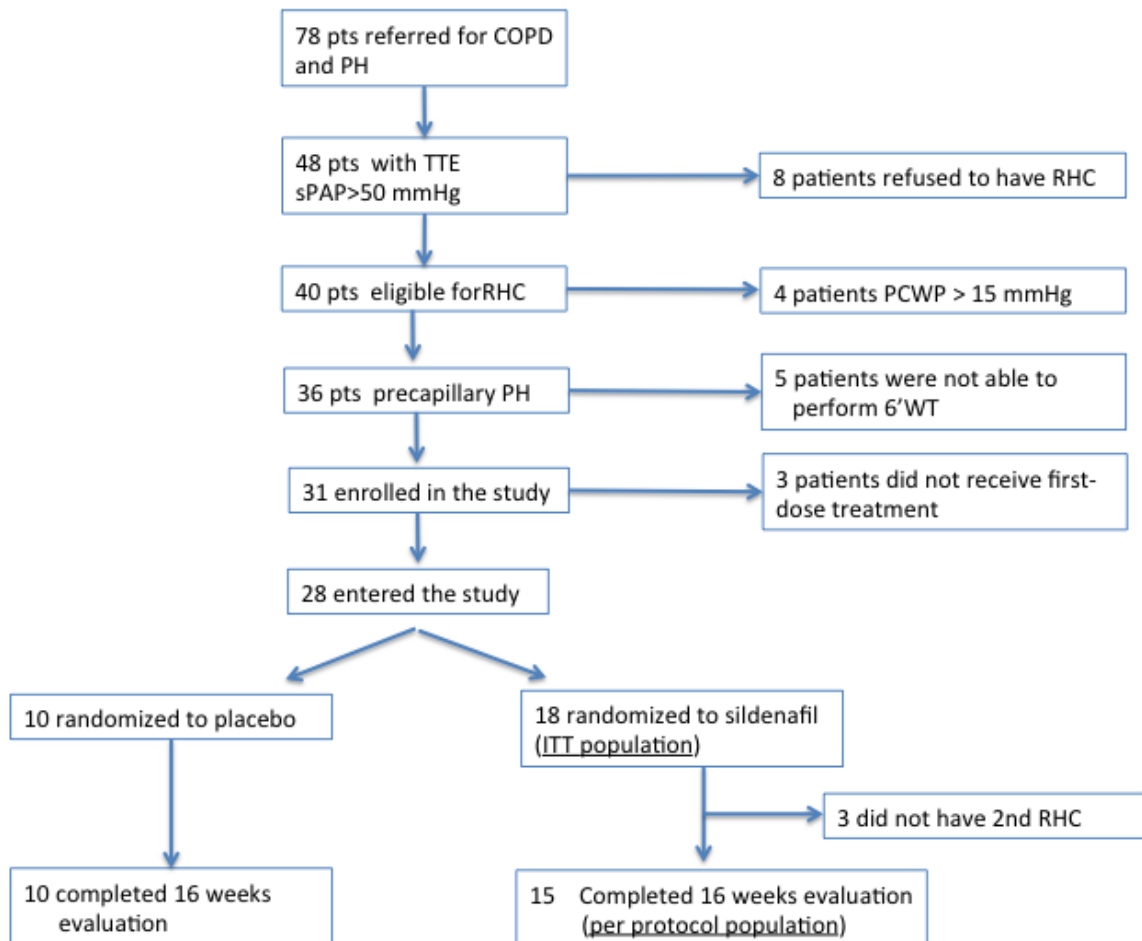 78 pts referred for COPD
and PH
48 pts with TTE
sPAP>50 mmHg
8 patients refused to have RHC
40 pts eligible forRHC
4 patients PCWP > 15 mmHg
36 pts precapillary PH
5 patients were not able to
perform 6’WT
31 enrolled in the study
3 patients did not receive first-
dose treatment
28 entered the study
10 randomized to placebo
18 randomized to sildenafil
(ITT population)
3 did not have 2nd RHC
10 completed 16 weeks
evaluation
15 Completed 16 weeks evaluation
(per protocol population)